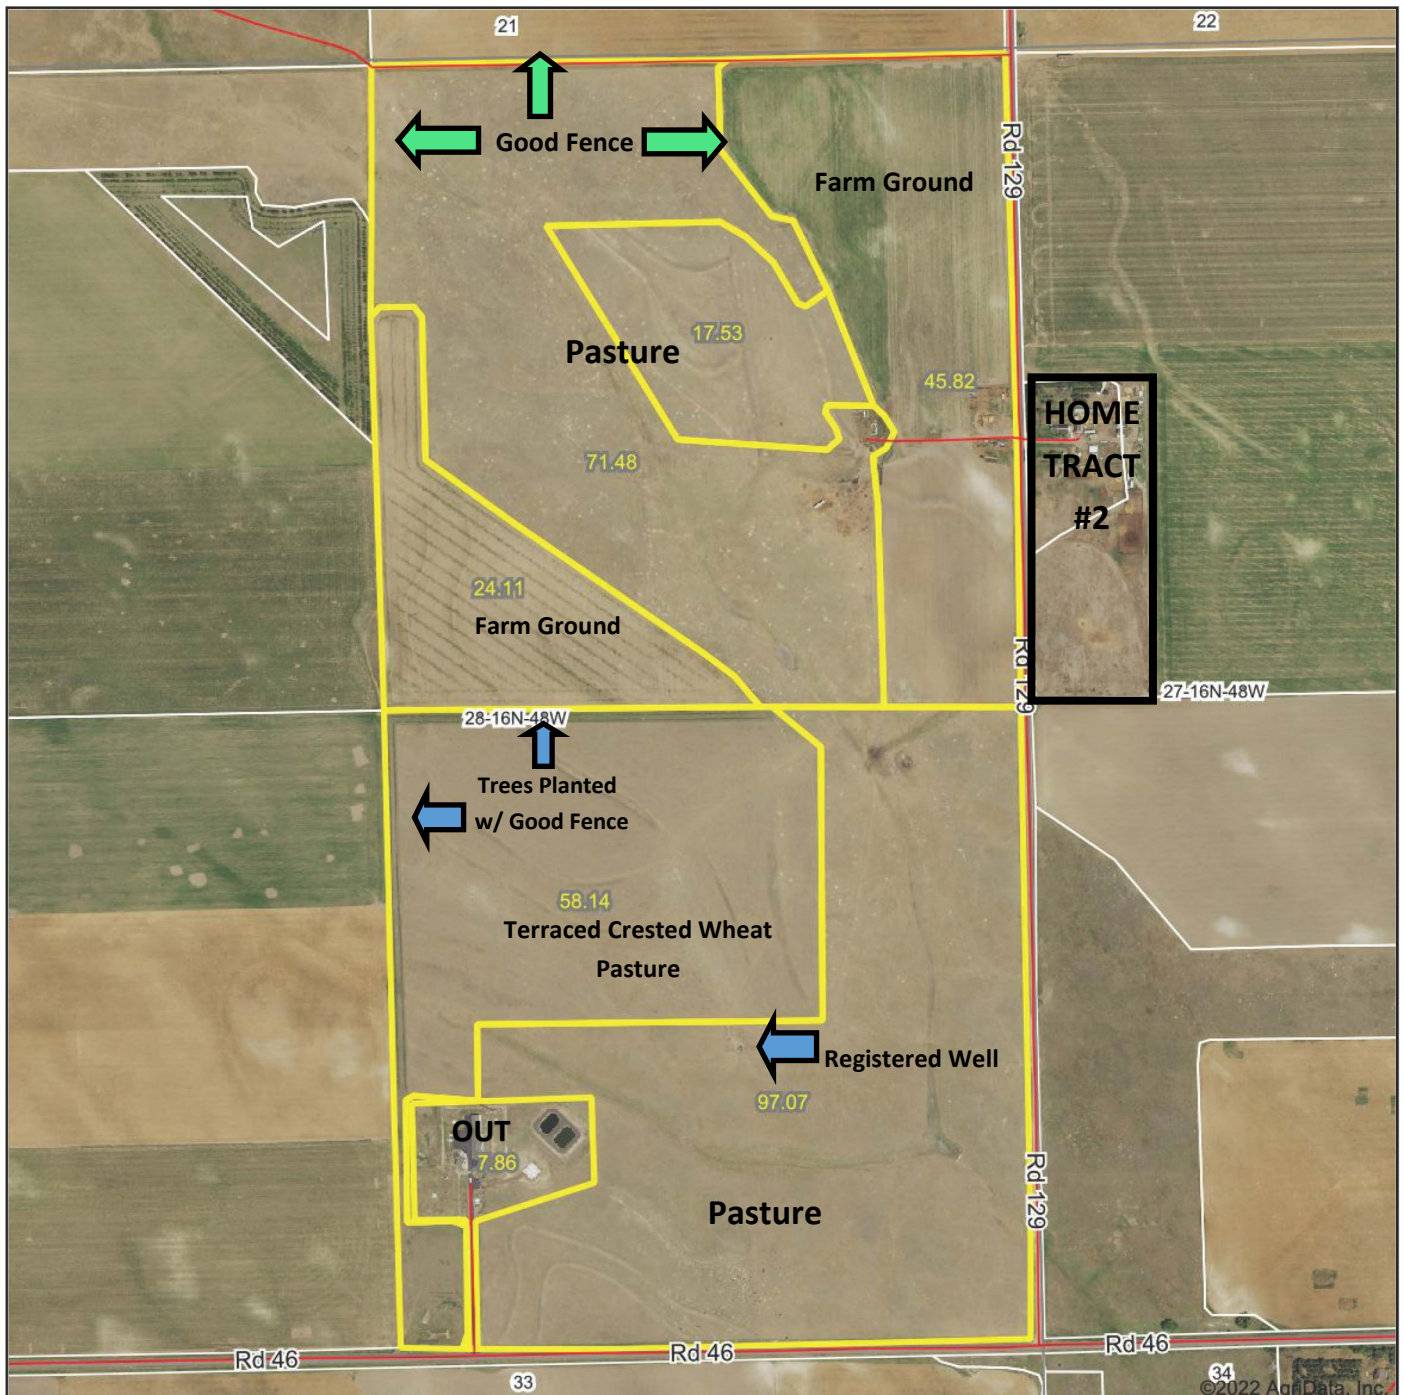 21
22
Good Fence
Rd 129
Farm Ground
17.53
Pasture
45.82
HOME
TRACT
#2
71.48
24.11
Farm Ground
Rd 129
27-16N-48W
28-16N-48W
Trees Planted
w/ Good Fence
58.14
Terraced Crested Wheat
Pasture
Registered Well
97.07
OUT
7.86
Rd 129
Pasture
Rd 46
Rd 46
Rd 46
33
34
©2022 AgriData, Inc.